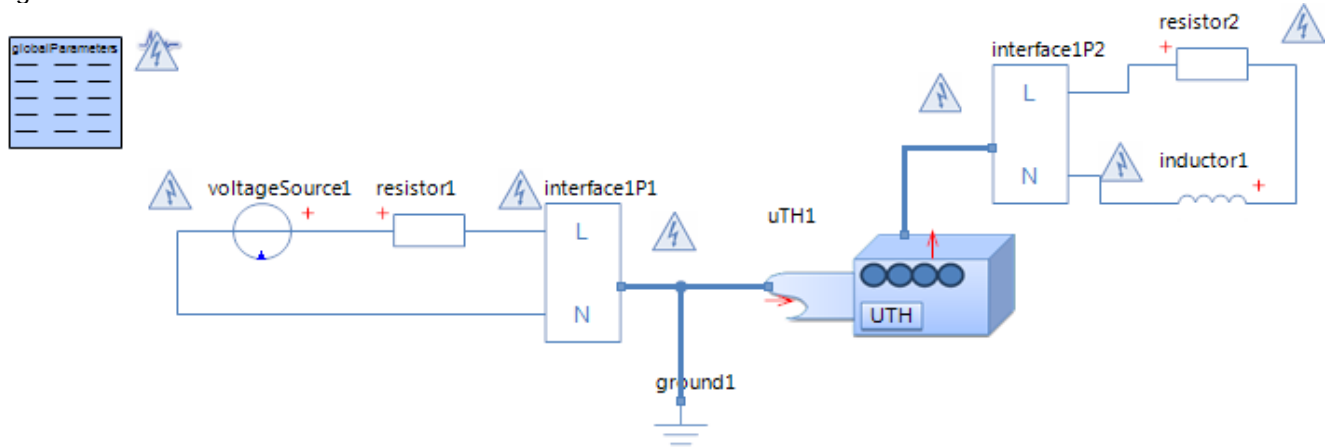 globalParameters
resistor2
interface1P2
L
N
inductor1
voltageSource1
resistor1
interface1P1
L
N
uTH1
UTH
ground1